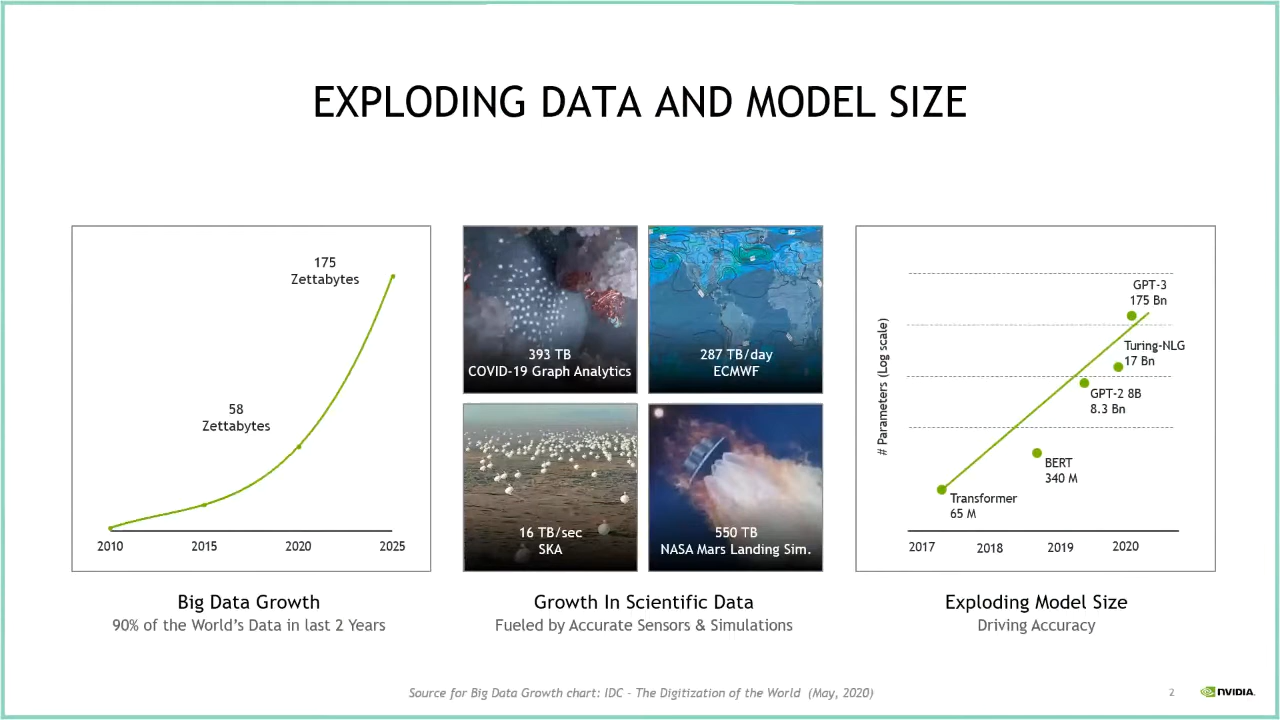 EXPLODING DATA AND MODEL SIZE
175
Zettabytes
58
Zettabytes
2010
2015
2020
2025
Big Data Growth
90% of the World's Data in last 2 Years
393 TB
COVID-19 Graph Analytics
287 TB/day
ECMWF
16 TB/sec
SKA
550 TB
NASA Mars Landing Sim.
Growth In Scientific Data
Fueled by Accurate Sensors & Simulations
# Parameters (Log scale)
GPT-3
175 Bn
Turing-NLG
17 Bn
GPT-2 8B
8.3 Bn
BERT
340 M
Transformer
65 M
2017
2018
2019
2020
Exploding Model Size
Driving Accuracy
Source for Big Data Growth chart: IDC – The Digitization of the World (May, 2020)
2
NVIDIA.